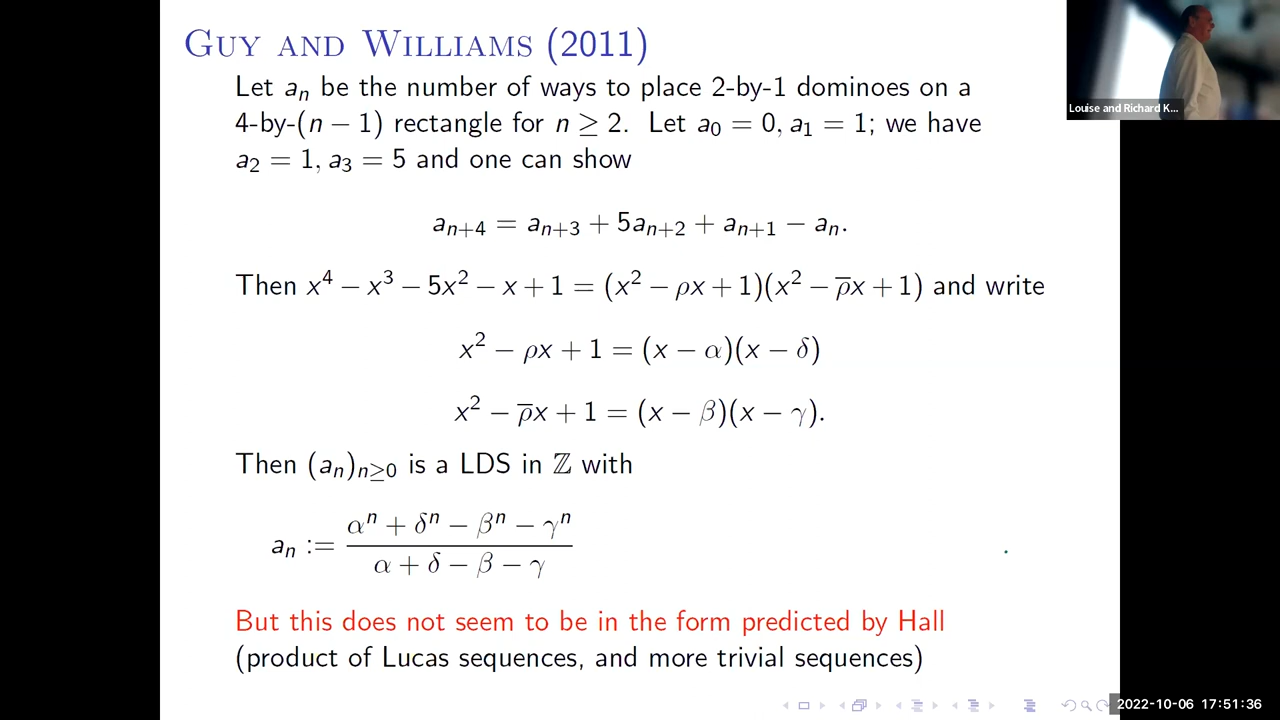 Guy and Williams (2011)
Let aₙ be the number of ways to place 2-by-1 dominoes on a
4-by-(n − 1) rectangle for n ≥ 2. Let a₀ = 0, a₁ = 1; we have
a₂ = 1, a₃ = 5 and one can show
aₙ₊₄ = aₙ₊₃ + 5aₙ₊₂ + aₙ₊₁ − aₙ.
Then x⁴ − x³ − 5x² − x + 1 = (x² − ρx + 1)(x² − ρ̅x + 1) and write
x² − ρx + 1 = (x − α)(x − δ)
x² − ρ̅x + 1 = (x − β)(x − γ).
Then (aₙ)ₙ≥₀ is a LDS in ℤ with
aₙ := (αⁿ + δⁿ − βⁿ − γⁿ) / (α + δ − β − γ)
.
But this does not seem to be in the form predicted by Hall
(product of Lucas sequences, and more trivial sequences)
Louise and Richard K...
2022-10-06 17:51:36